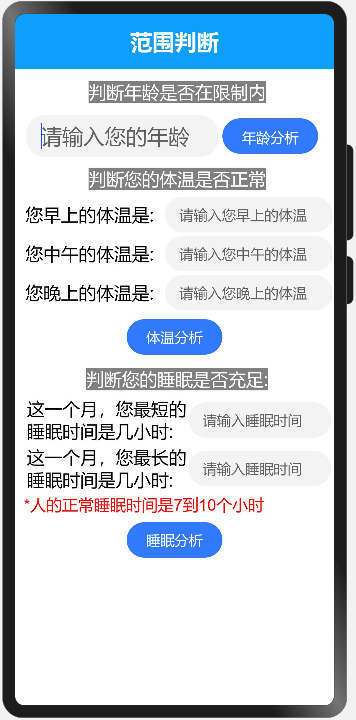 范围判断
判断年龄是否在限制内
请输入您的年龄 年龄分析
判断您的体温是否正常
您早上的体温是: 请输入您早上的体温
您中午的体温是: 请输入您中午的体温
您晚上的体温是: 请输入您晚上的体温
体温分析
判断您的睡眠是否充足:
这一个月，您最短的
睡眠时间是几小时: 请输入睡眠时间
这一个月，您最长的
睡眠时间是几小时: 请输入睡眠时间
*人的正常睡眠时间是7到10个小时
睡眠分析